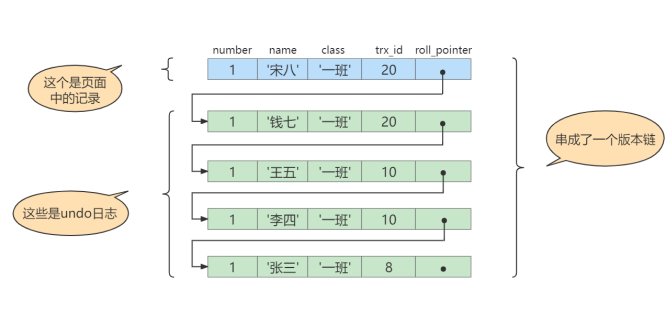 number name class trx_id roll_pointer
1 '宋八' '一班' 20
这个是页面
中的记录
1 '钱七' '一班' 20
串成了一个版本链
1 '王五' '一班' 10
这些是undo日志
1 '李四' '一班' 10
1 '张三' '一班' 8